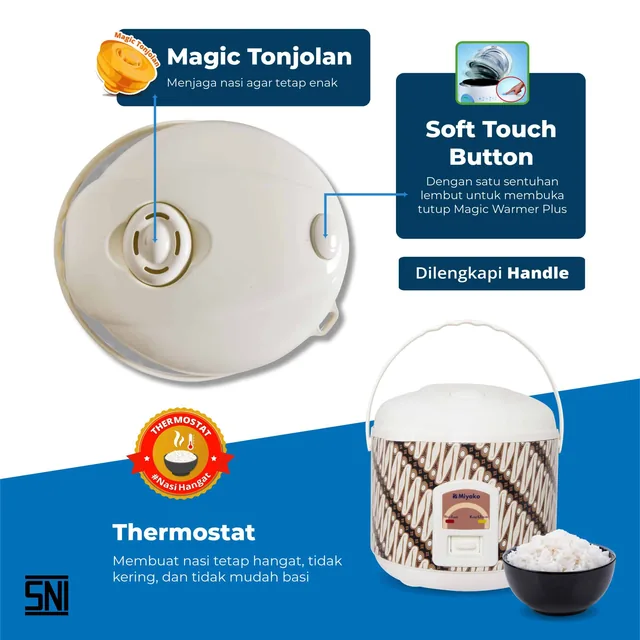 Magic Tonjolan
Magic Tonjolan
Menjaga nasi agar tetap enak
Soft Touch
Button
Dengan satu sentuhan
lembut untuk membuka
tutup Magic Warmer Plus
Dilengkapi Handle
THERMOSTAT
#NasiHangat
Miyako
Thermostat
Membuat nasi tetap hangat, tidak
kering, dan tidak mudah basi
SNI